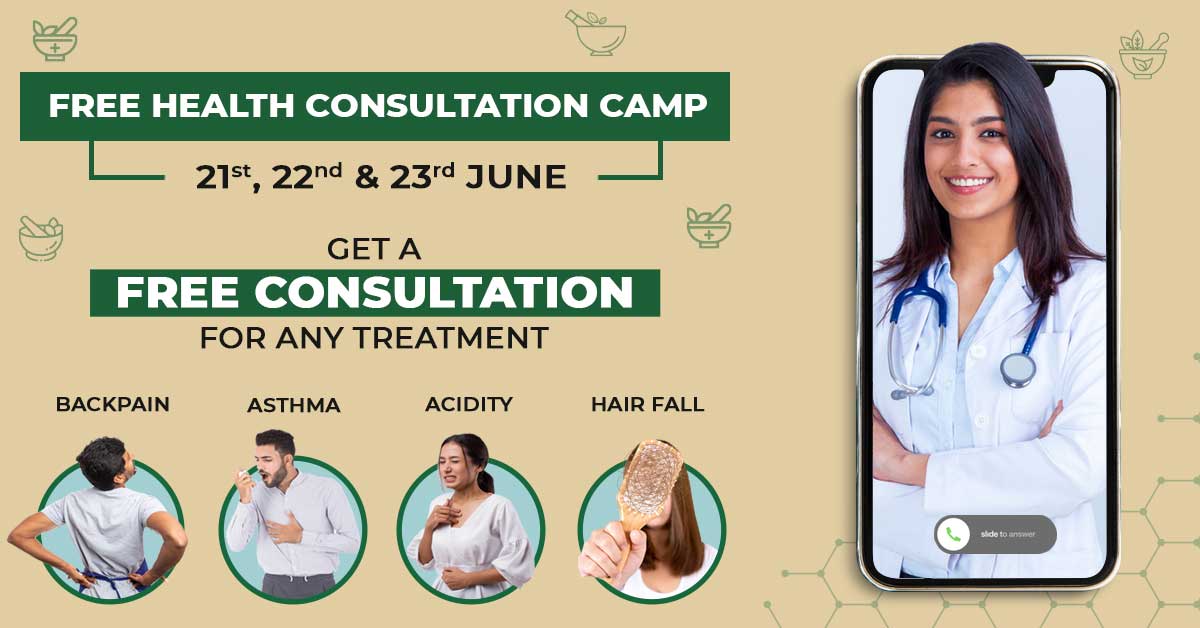 FREE HEALTH CONSULTATION CAMP
21st, 22nd & 23rd JUNE
GET A
FREE CONSULTATION
FOR ANY TREATMENT
BACKPAIN
ASTHMA
ACIDITY
HAIR FALL
slide to answer